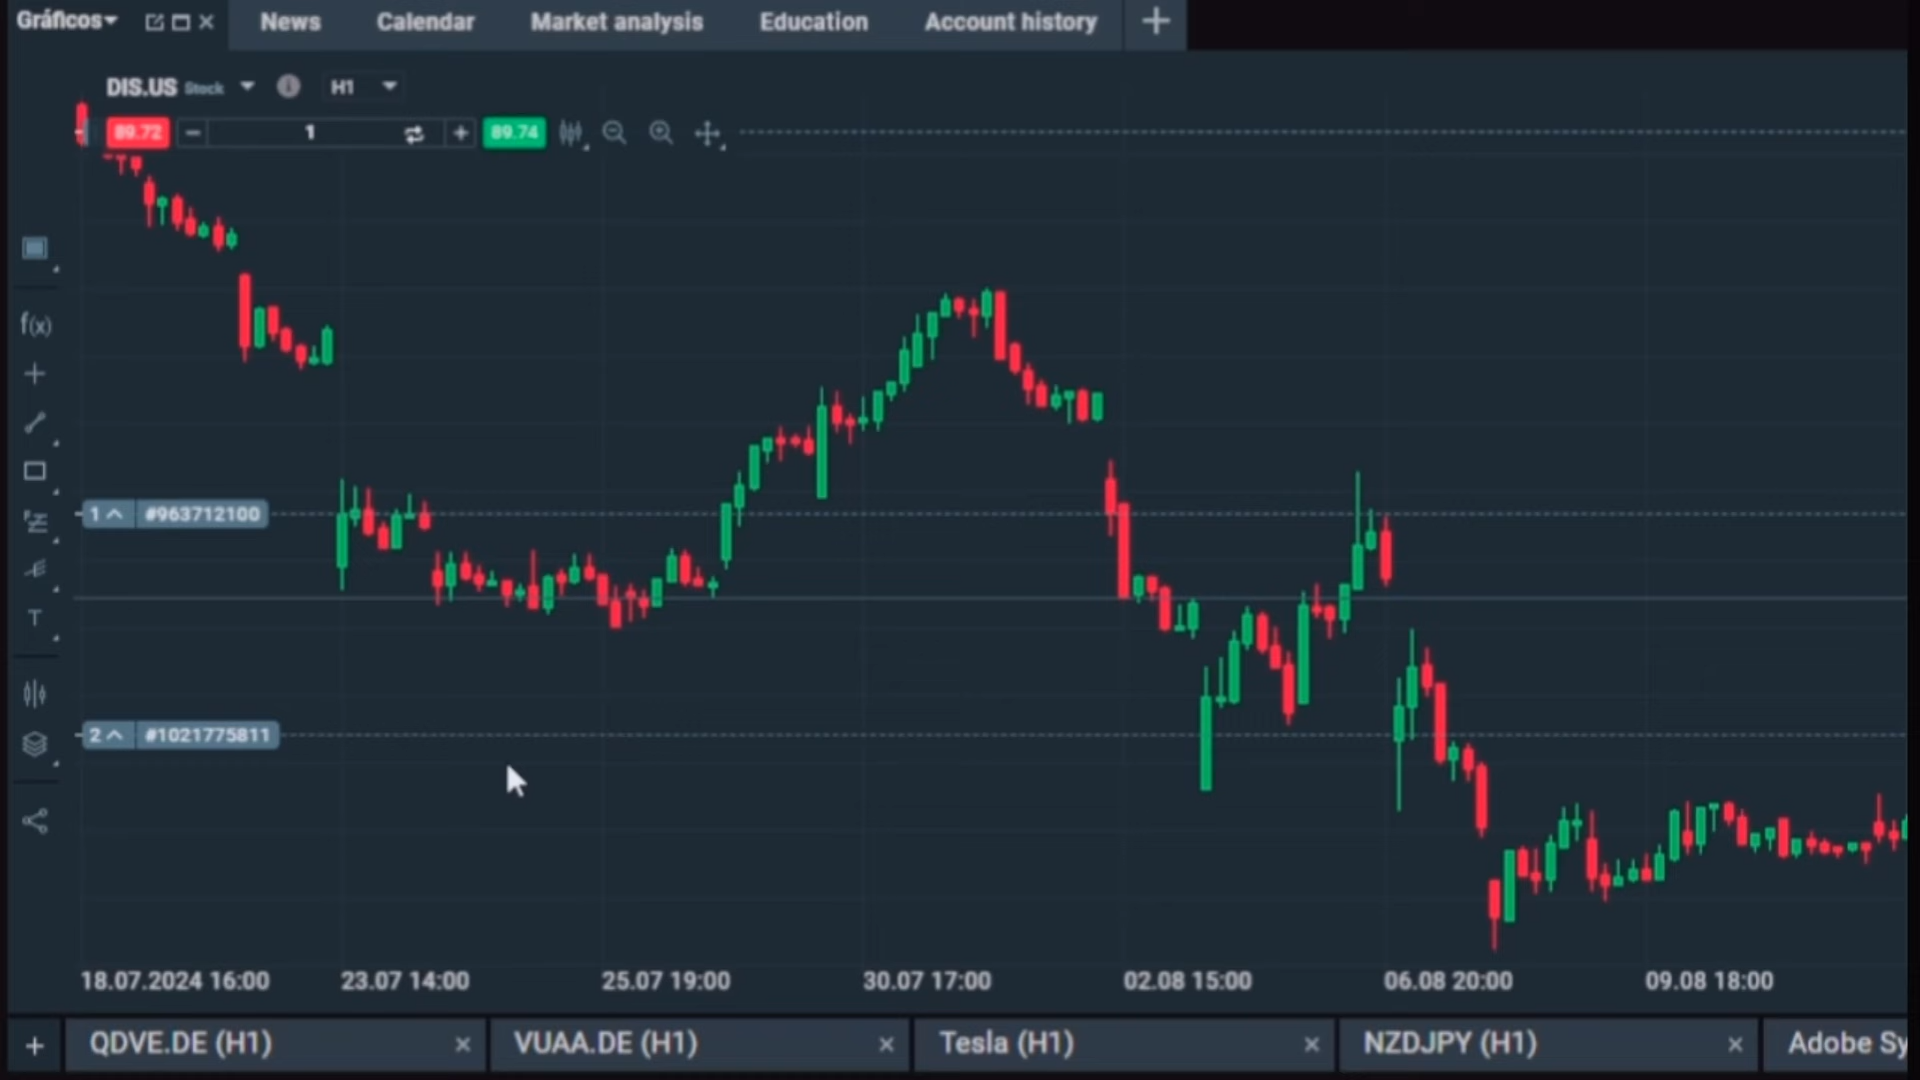 Gráficos News Calendar Market analysis Education Account history
DIS.US Stock H1
89.72 1 89.74
f(x)
1 #963712100
T
2 #1021775811
18.07.2024 16:00 23.07 14:00 25.07 19:00 30.07 17:00 02.08 15:00 06.08 20:00 09.08 18:00
QDVE.DE (H1) VUAA.DE (H1) Tesla (H1) NZDJPY (H1) Adobe Sy